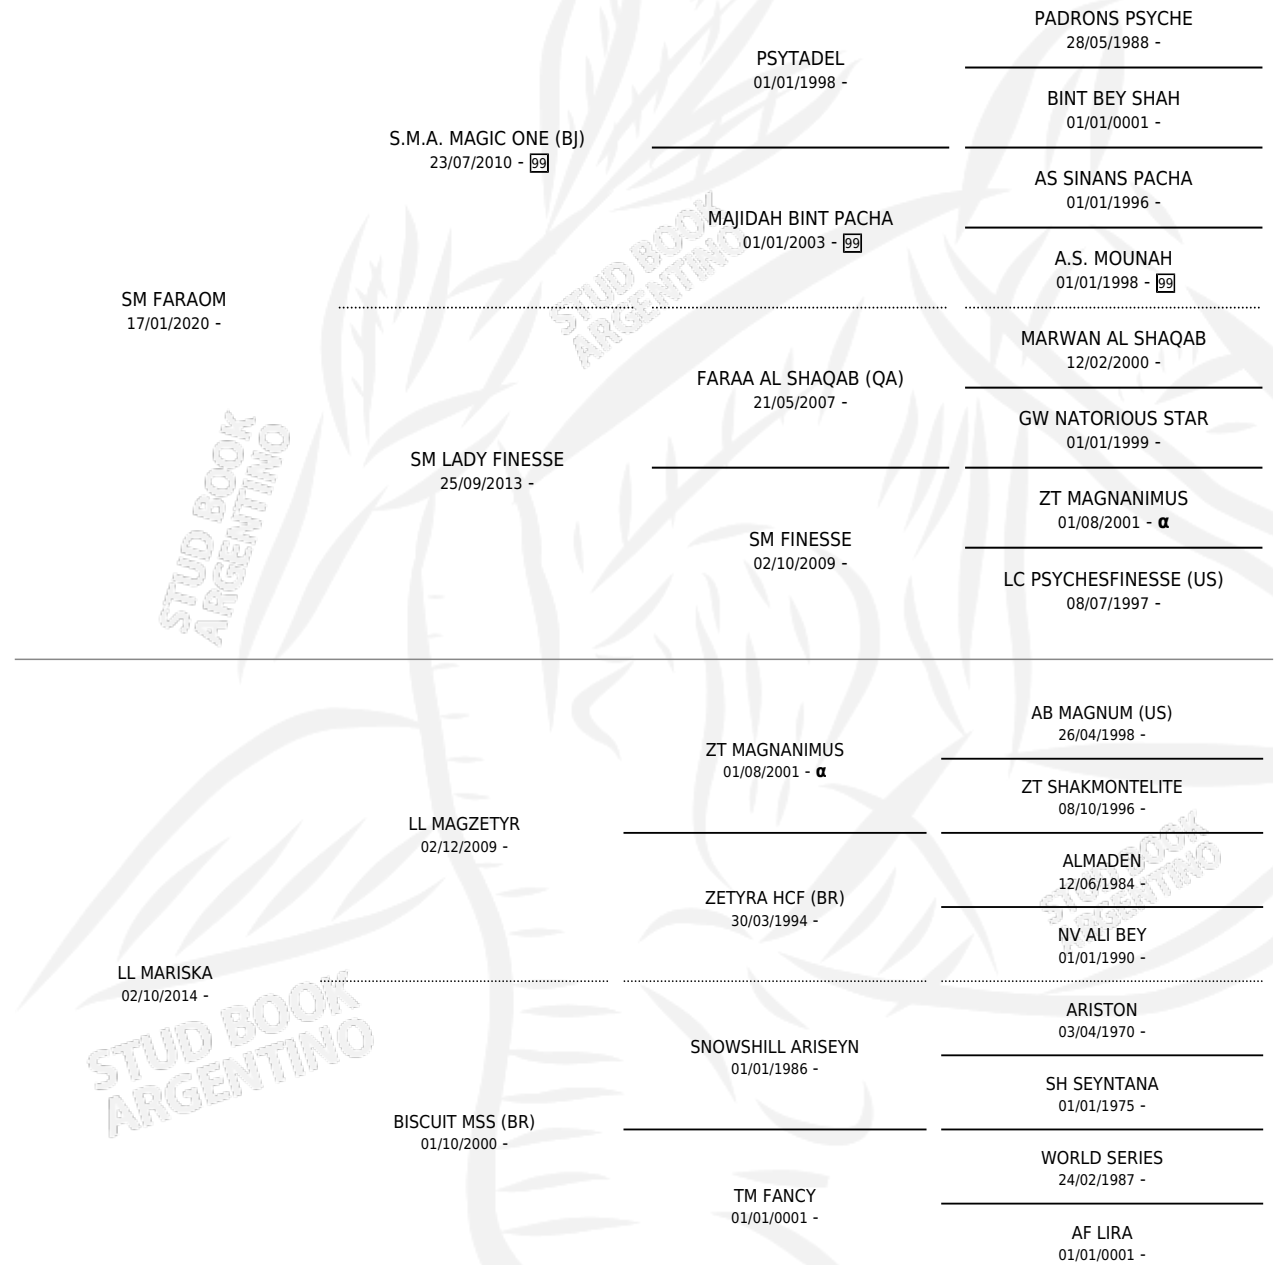 PADRONS PSYCHE
28/05/1988 -
PSYTADEL
01/01/1998 -
BINT BEY SHAH
01/01/0001 -
S.M.A. MAGIC ONE (BJ)
23/07/2010 - 99
AS SINANS PACHA
01/01/1996 -
MAJIDAH BINT PACHA
01/01/2003 - 99
A.S. MOUNAH
01/01/1998 - 99
SM FARAOM
17/01/2020 -
MARWAN AL SHAQAB
12/02/2000 -
FARAA AL SHAQAB (QA)
21/05/2007 -
GW NATORIOUS STAR
01/01/1999 -
SM LADY FINESSE
25/09/2013 -
ZT MAGNANIMUS
01/08/2001 - α
SM FINESSE
02/10/2009 -
LC PSYCHESFINESSE (US)
08/07/1997 -
AB MAGNUM (US)
26/04/1998 -
ZT MAGNANIMUS
01/08/2001 - α
ZT SHAKMONTELITE
08/10/1996 -
LL MAGZETYR
02/12/2009 -
ALMADEN
12/06/1984 -
ZETYRA HCF (BR)
30/03/1994 -
NV ALI BEY
01/01/1990 -
LL MARISKA
02/10/2014 -
ARISTON
03/04/1970 -
SNOWSHILL ARISEYN
01/01/1986 -
SH SEYNTANA
01/01/1975 -
BISCUIT MSS (BR)
01/10/2000 -
WORLD SERIES
24/02/1987 -
TM FANCY
01/01/0001 -
AF LIRA
01/01/0001 -
STUD BOOK
ARGENTINO
STUD BOOK
ARGENTINO
STUD BOOK
ARGENTINO
STUD BOOK
ARGENTINO